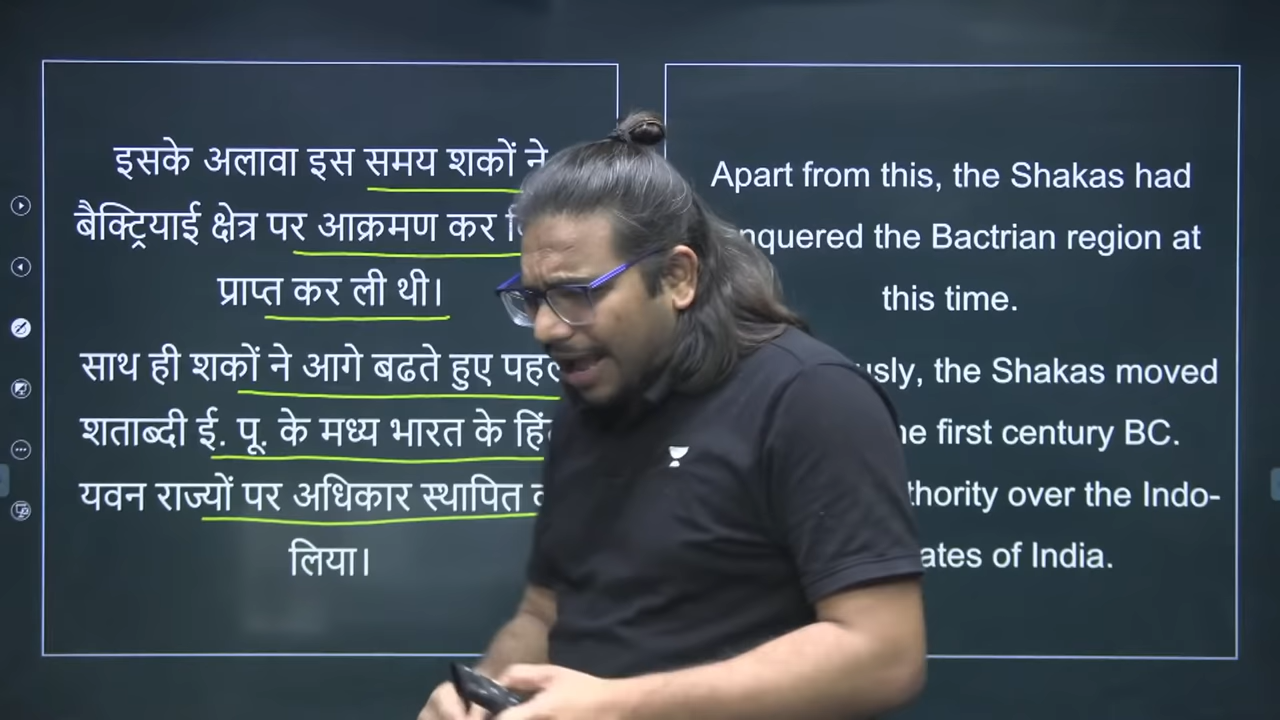 इसके अलावा इस समय शकों ने
बैक्ट्रियाई क्षेत्र पर आक्रमण कर
प्राप्त कर ली थी।
साथ ही शकों ने आगे बढते हुए
शताब्दी ई. पू. के मध्य भारत के
यवन राज्यों पर अधिकार स्थापित
लिया।
Apart from this, the Shakas had
the Bactrian region at
this time.
the Shakas moved
first century BC.
over the Indo-
of India.